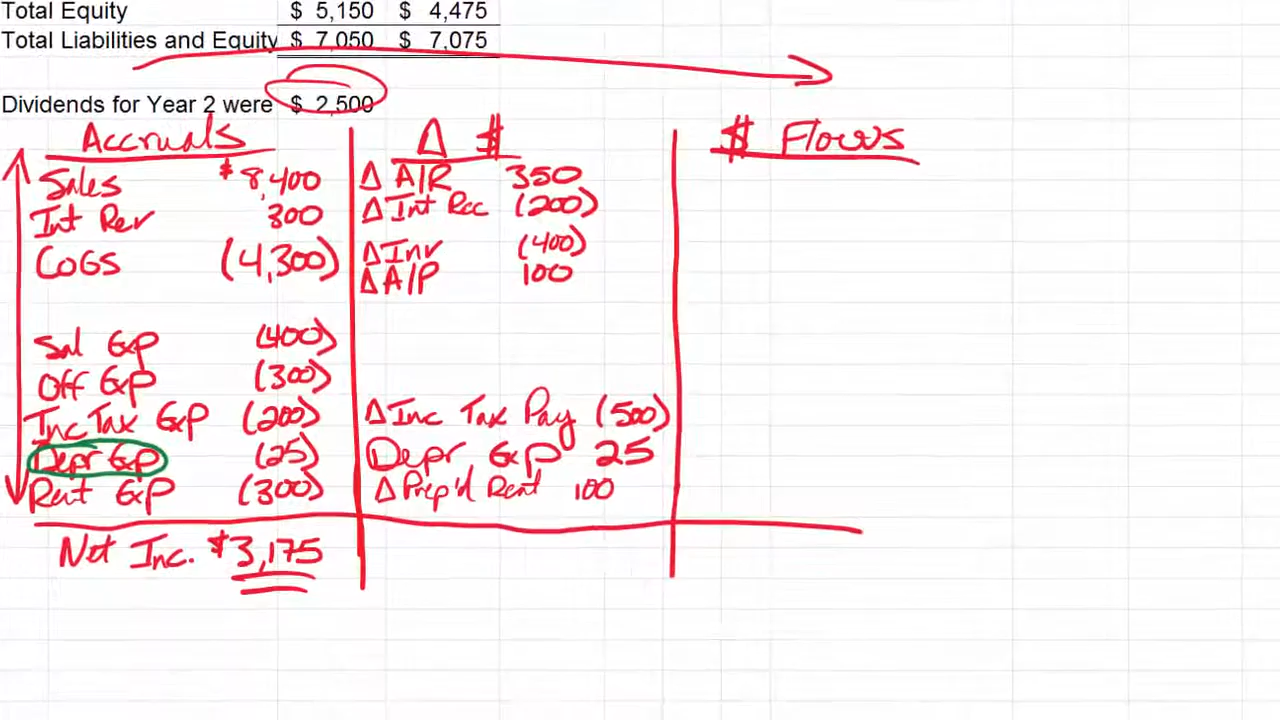 Total Equity $ 5,150 $ 4,475
Total Liabilities and Equity $ 7,050 $ 7,075
Dividends for Year 2 were $ 2,500
Accruals Δ $ $ Flows
Sales $8,400 Δ A/R 350
Int Rev 300 Δ Int Rec (200)
COGS (4,300) Δ Inv (400)
Δ A/P 100
Sal Exp (400)
Off Exp (300)
Inc Tax Exp (200) Δ Inc Tax Pay (500)
Depr Exp (25) Depr Exp 25
Rent Exp (300) Δ Prep'd Rent 100
Net Inc. $3,175